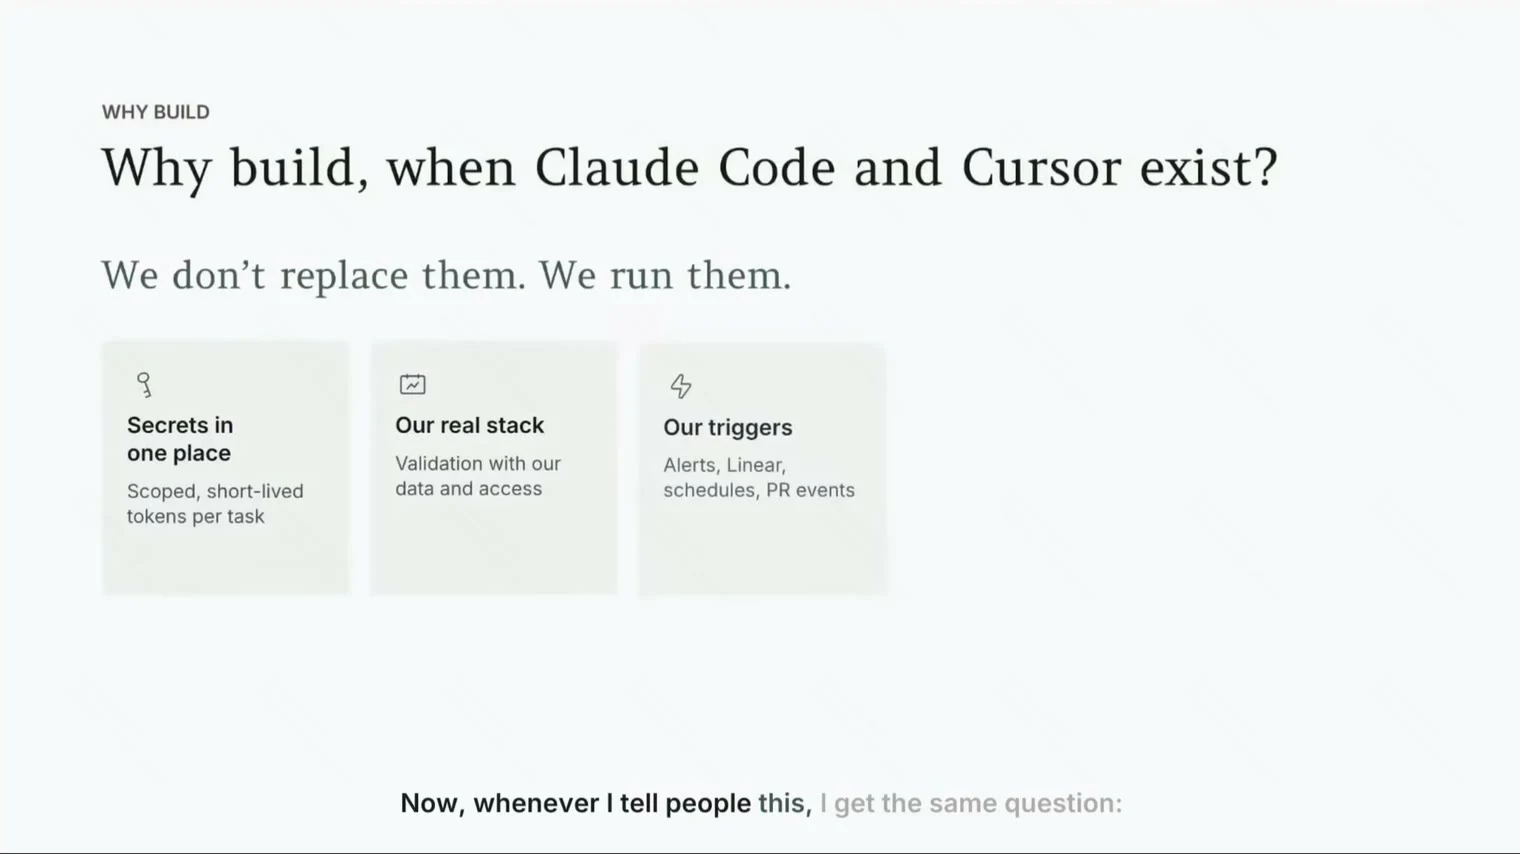 WHY BUILD
Why build, when Claude Code and Cursor exist?
We don’t replace them. We run them.
Secrets in
one place
Scoped, short-lived
tokens per task
Our real stack
Validation with our
data and access
Our triggers
Alerts, Linear,
schedules, PR events
Now, whenever I tell people this, I get the same question: